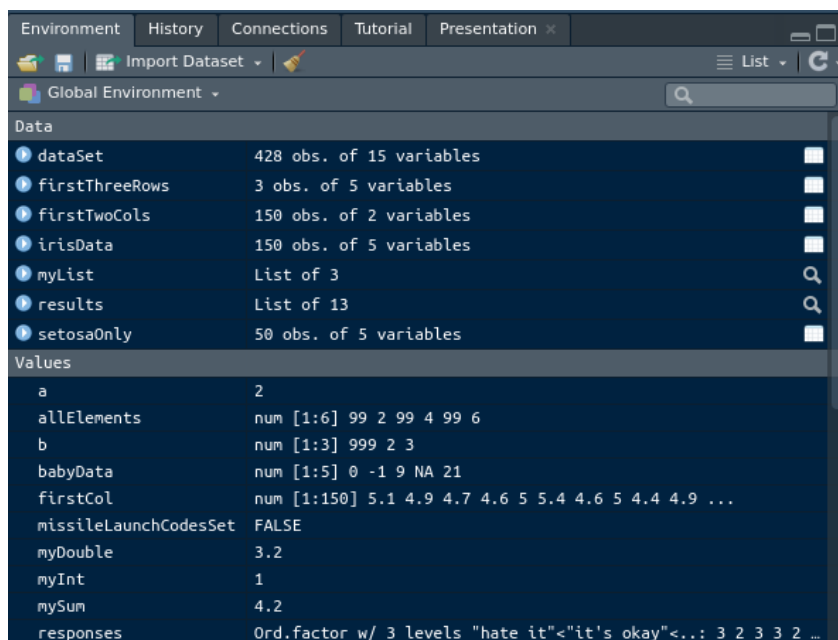 Environment History Connections Tutorial Presentation
Import Dataset List
Global Environment
Data
dataSet 428 obs. of 15 variables
firstThreeRows 3 obs. of 5 variables
firstTwoCols 150 obs. of 2 variables
irisData 150 obs. of 5 variables
myList List of 3
results List of 13
setosaOnly 50 obs. of 5 variables
Values
a 2
allElements num [1:6] 99 2 99 4 99 6
b num [1:3] 999 2 3
babyData num [1:5] 0 -1 9 NA 21
firstCol num [1:150] 5.1 4.9 4.7 4.6 5 5.4 4.6 5 4.4 4.9 ...
missileLaunchCodesSet FALSE
myDouble 3.2
myInt 1
mySum 4.2
responses Ord.factor w/ 3 levels "hate it"<"it's okay"<..: 3 2 3 3 2 …